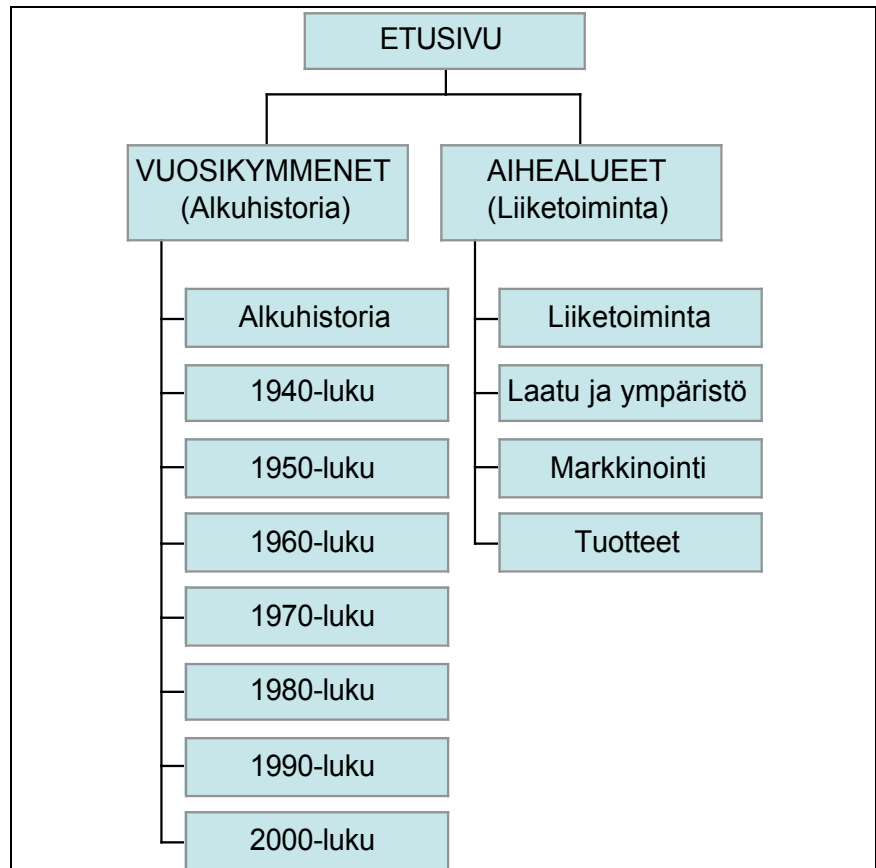 ETUSIVU
VUOSIKYMMENET
(Alkuhistoria)
Alkuhistoria
1940-luku
1950-luku
1960-luku
1970-luku
1980-luku
1990-luku
2000-luku
AIHEALUEET
(Liiketoiminta)
Liiketoiminta
Laatu ja ympäristö
Markkinointi
Tuotteet